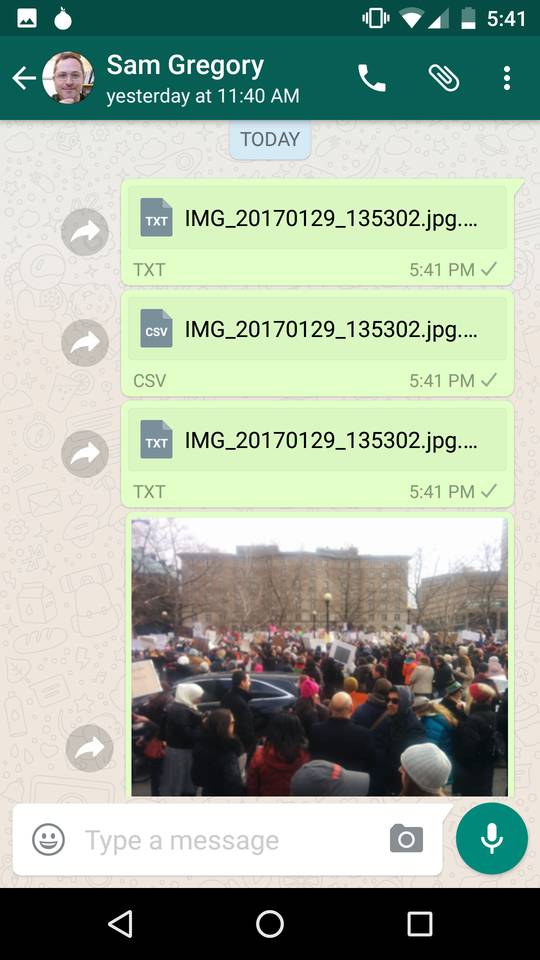 5:41
Sam Gregory
yesterday at 11:40 AM
TODAY
TXT
IMG_20170129_135302.jpg....
TXT
5:41 PM
CSV
IMG_20170129_135302.jpg....
CSV
5:41 PM
TXT
IMG_20170129_135302.jpg....
TXT
5:41 PM
Type a message